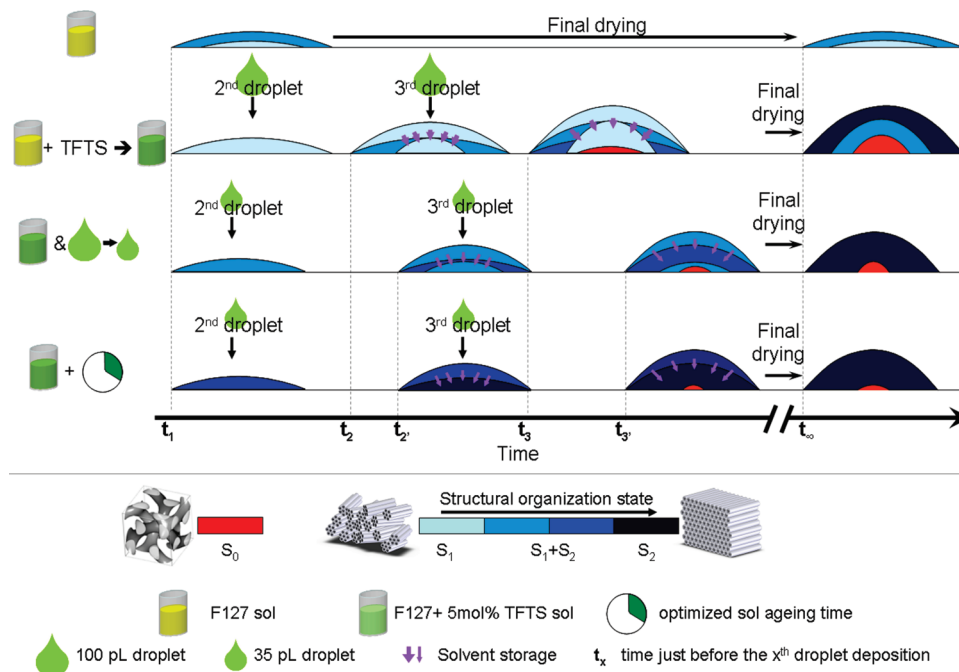 Final drying
2nd droplet
3rd droplet
Final
drying
+ TFTS
2nd droplet
3rd droplet
Final
drying
&
2nd droplet
3rd droplet
Final
drying
+
t1
t2
t2'
t3
t3'
t∞
Time
Structural organization state
S0
S1
S1+S2
S2
F127 sol
F127+ 5mol% TFTS sol
optimized sol ageing time
100 pL droplet
35 pL droplet
Solvent storage
tx time just before the xth droplet deposition